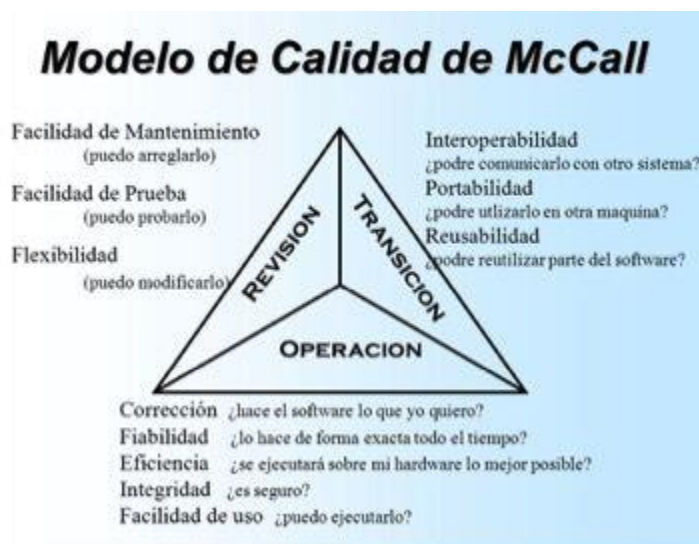 Modelo de Calidad de McCall
Facilidad de Mantenimiento
(puedo arreglarlo)
Facilidad de Prueba
(puedo probarlo)
Flexibilidad
(puedo modificarlo)
Interoperabilidad
¿podre comunicarlo con otro sistema?
Portabilidad
¿podre utlizarlo en otra maquina?
Reusabilidad
¿podre reutilizar parte del software?
REVISION
TRANSICION
OPERACION
Corrección ¿hace el software lo que yo quiero?
Fiabilidad ¿lo hace de forma exacta todo el tiempo?
Eficiencia ¿se ejecutará sobre mi hardware lo mejor posible?
Integridad ¿es seguro?
Facilidad de uso ¿puedo ejecutarlo?